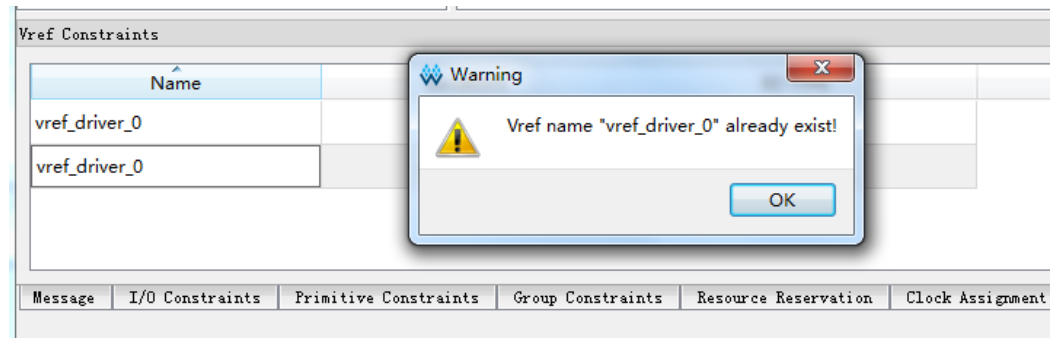 Vref Constraints
Name
Warning
vref_driver_0
Vref name "vref_driver_0" already exist!
vref_driver_0
OK
Message I/O Constraints Primitive Constraints Group Constraints Resource Reservation Clock Assignment